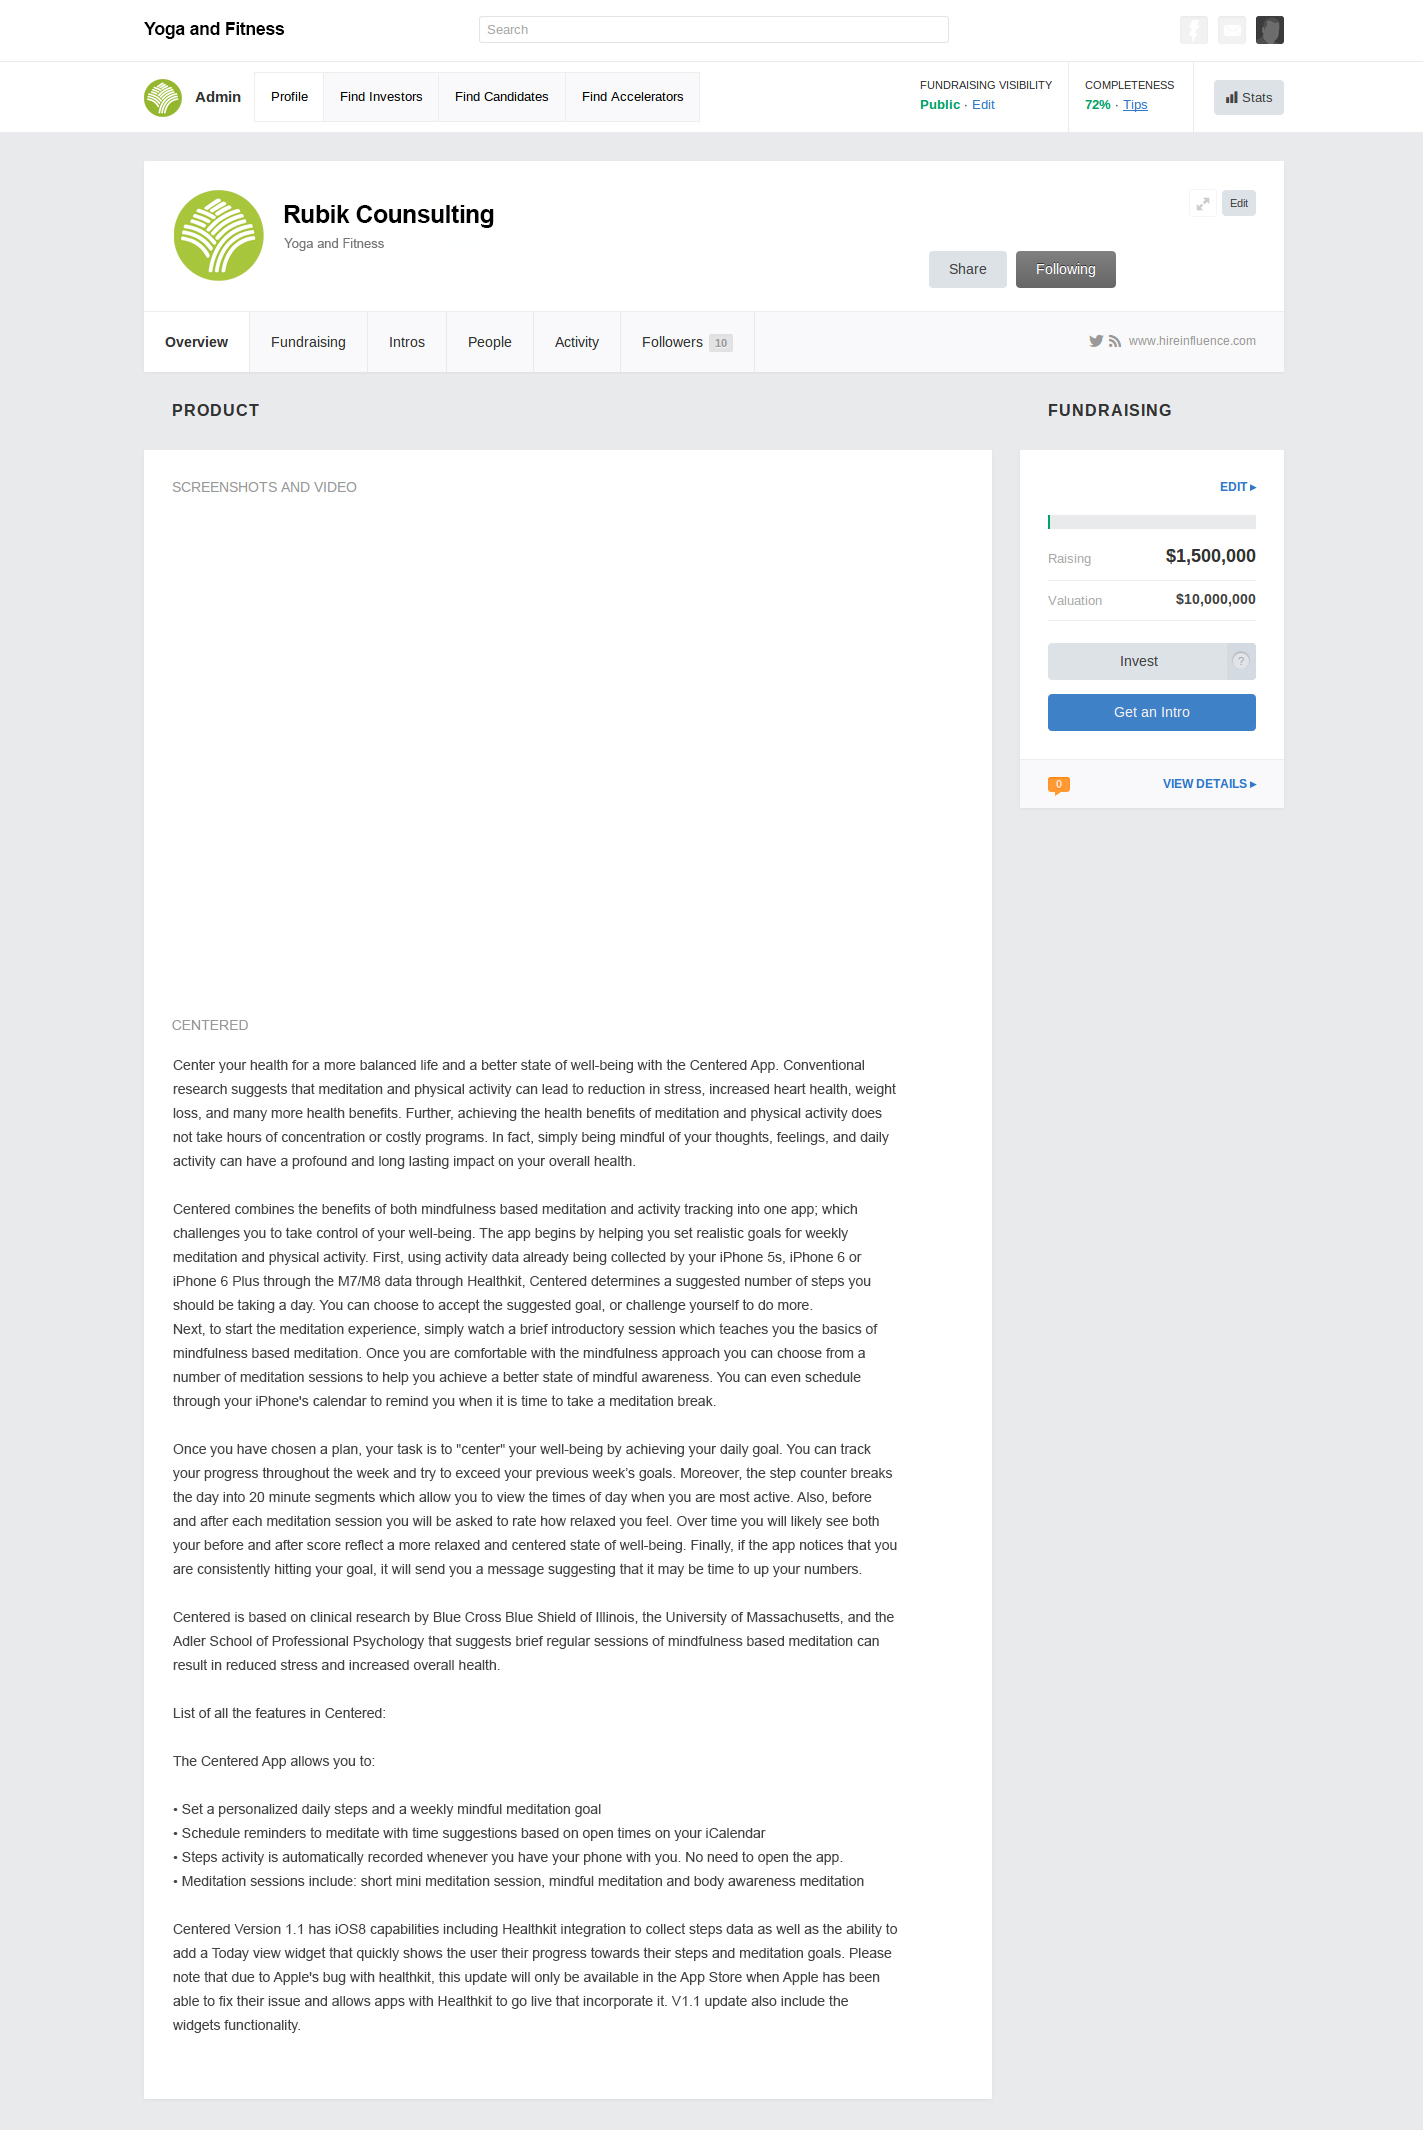 Yoga and Fitness
Search
Admin
Profile
Find Investors
Find Candidates
Find Accelerators
FUNDRAISING VISIBILITY
Public · Edit
COMPLETENESS
72% · Tips
Stats
Rubik Counsulting
Yoga and Fitness
Edit
Share
Following
Overview
Fundraising
Intros
People
Activity
Followers 10
www.hireinfluence.com
PRODUCT
SCREENSHOTS AND VIDEO
CENTERED
Center your health for a more balanced life and a better state of well-being with the Centered App. Conventional
research suggests that meditation and physical activity can lead to reduction in stress, increased heart health, weight
loss, and many more health benefits. Further, achieving the health benefits of meditation and physical activity does
not take hours of concentration or costly programs. In fact, simply being mindful of your thoughts, feelings, and daily
activity can have a profound and long lasting impact on your overall health.
Centered combines the benefits of both mindfulness based meditation and activity tracking into one app; which
challenges you to take control of your well-being. The app begins by helping you set realistic goals for weekly
meditation and physical activity. First, using activity data already being collected by your iPhone 5s, iPhone 6 or
iPhone 6 Plus through the M7/M8 data through Healthkit, Centered determines a suggested number of steps you
should be taking a day. You can choose to accept the suggested goal, or challenge yourself to do more.
Next, to start the meditation experience, simply watch a brief introductory session which teaches you the basics of
mindfulness based meditation. Once you are comfortable with the mindfulness approach you can choose from a
number of meditation sessions to help you achieve a better state of mindful awareness. You can even schedule
through your iPhone's calendar to remind you when it is time to take a meditation break.
Once you have chosen a plan, your task is to "center" your well-being by achieving your daily goal. You can track
your progress throughout the week and try to exceed your previous week’s goals. Moreover, the step counter breaks
the day into 20 minute segments which allow you to view the times of day when you are most active. Also, before
and after each meditation session you will be asked to rate how relaxed you feel. Over time you will likely see both
your before and after score reflect a more relaxed and centered state of well-being. Finally, if the app notices that you
are consistently hitting your goal, it will send you a message suggesting that it may be time to up your numbers.
Centered is based on clinical research by Blue Cross Blue Shield of Illinois, the University of Massachusetts, and the
Adler School of Professional Psychology that suggests brief regular sessions of mindfulness based meditation can
result in reduced stress and increased overall health.
List of all the features in Centered:
The Centered App allows you to:
• Set a personalized daily steps and a weekly mindful meditation goal
• Schedule reminders to meditate with time suggestions based on open times on your iCalendar
• Steps activity is automatically recorded whenever you have your phone with you. No need to open the app.
• Meditation sessions include: short mini meditation session, mindful meditation and body awareness meditation
Centered Version 1.1 has iOS8 capabilities including Healthkit integration to collect steps data as well as the ability to
add a Today view widget that quickly shows the user their progress towards their steps and meditation goals. Please
note that due to Apple's bug with healthkit, this update will only be available in the App Store when Apple has been
able to fix their issue and allows apps with Healthkit to go live that incorporate it. V1.1 update also include the
widgets functionality.
FUNDRAISING
EDIT ▸
Raising $1,500,000
Valuation $10,000,000
Invest ?
Get an Intro
0 VIEW DETAILS ▸